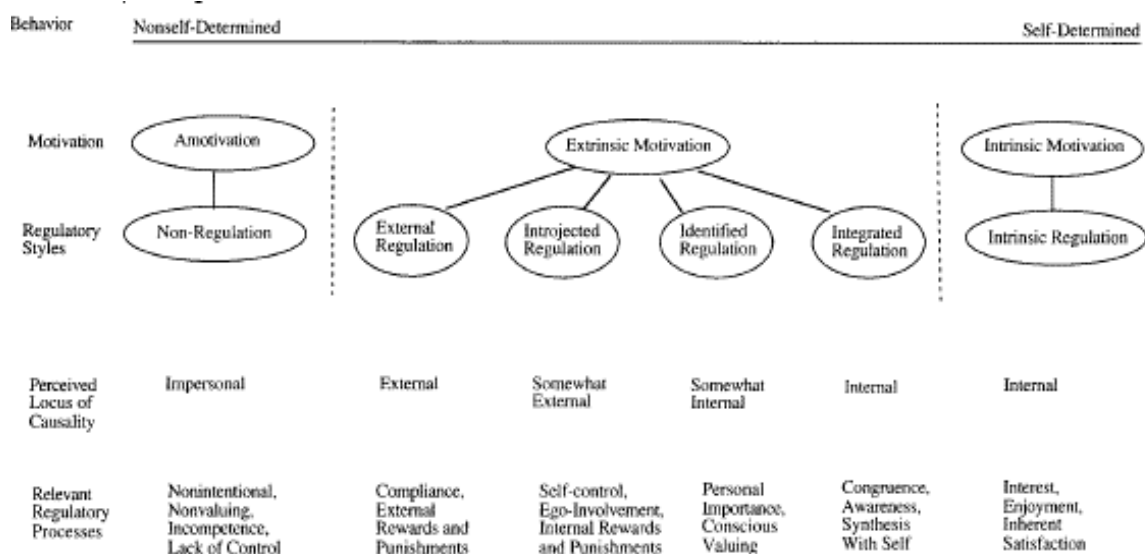 Behavior Nonself-Determined Self-Determined
Motivation Amotivation Extrinsic Motivation Intrinsic Motivation
Regulatory Styles
Non-Regulation
External Regulation
Introjected Regulation
Identified Regulation
Integrated Regulation
Intrinsic Regulation
Perceived
Locus of
Causality
Impersonal
External
Somewhat
External
Somewhat
Internal
Internal
Internal
Relevant
Regulatory
Processes
Nonintentional,
Nonvaluing,
Incompetence,
Lack of Control
Compliance,
External
Rewards and
Punishments
Self-control,
Ego-Involvement,
Internal Rewards
and Punishments
Personal
Importance,
Conscious
Valuing
Congruence,
Awareness,
Synthesis
With Self
Interest,
Enjoyment,
Inherent
Satisfaction